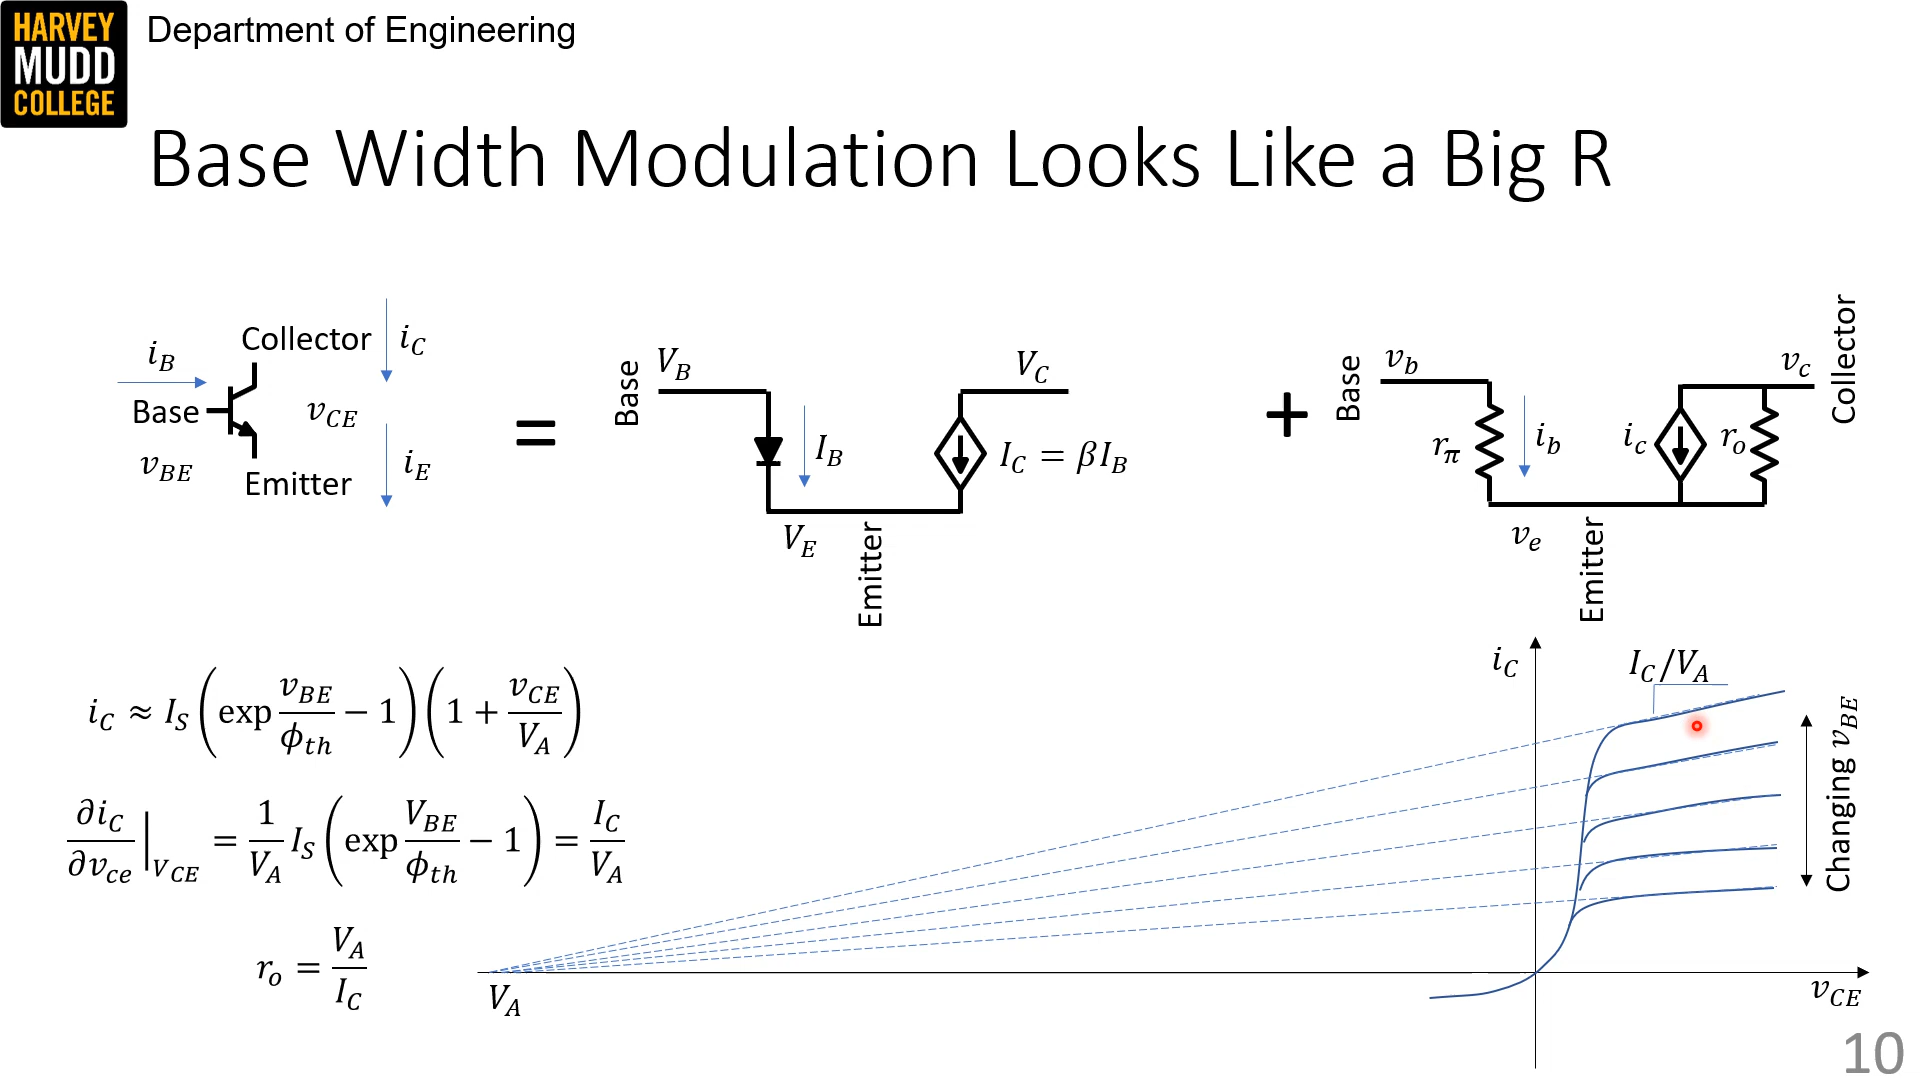 HARVEY
MUDD
COLLEGE
Department of Engineering
Base Width Modulation Looks Like a Big R
Collector
i_B
i_C
Base
v_CE
v_BE
i_E
Emitter
=
Base
V_B
V_C
I_B
I_C = βI_B
V_E
Emitter
+
Base
v_b
v_c
Collector
r_π
i_b
i_c
r_o
v_e
Emitter
i_C ≈ I_S (exp v_BE/ϕ_th − 1)(1 + v_CE/V_A)
∂i_C/∂v_ce |_V_CE = 1/V_A I_S (exp V_BE/ϕ_th − 1) = I_C/V_A
r_o = V_A/I_C
i_C
I_C/V_A
Changing v_BE
V_A
v_CE
10